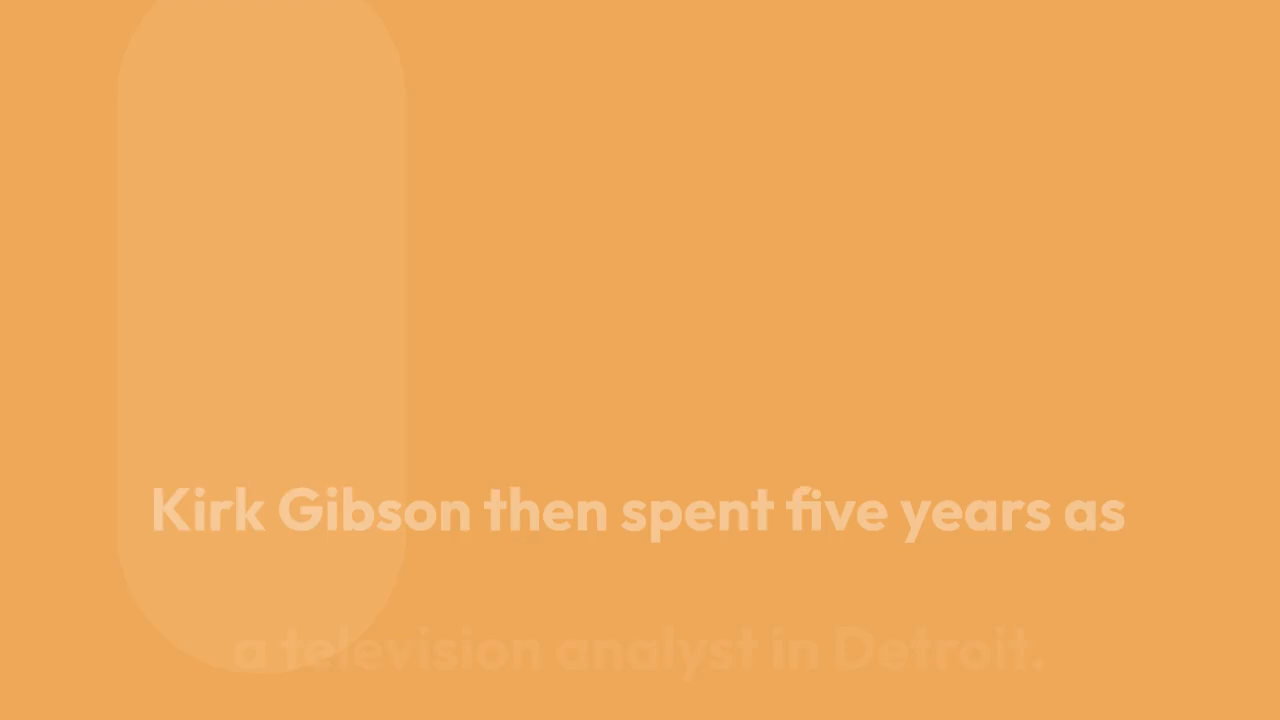 Kirk Gibson then spent five years as
a television analyst in Detroit.